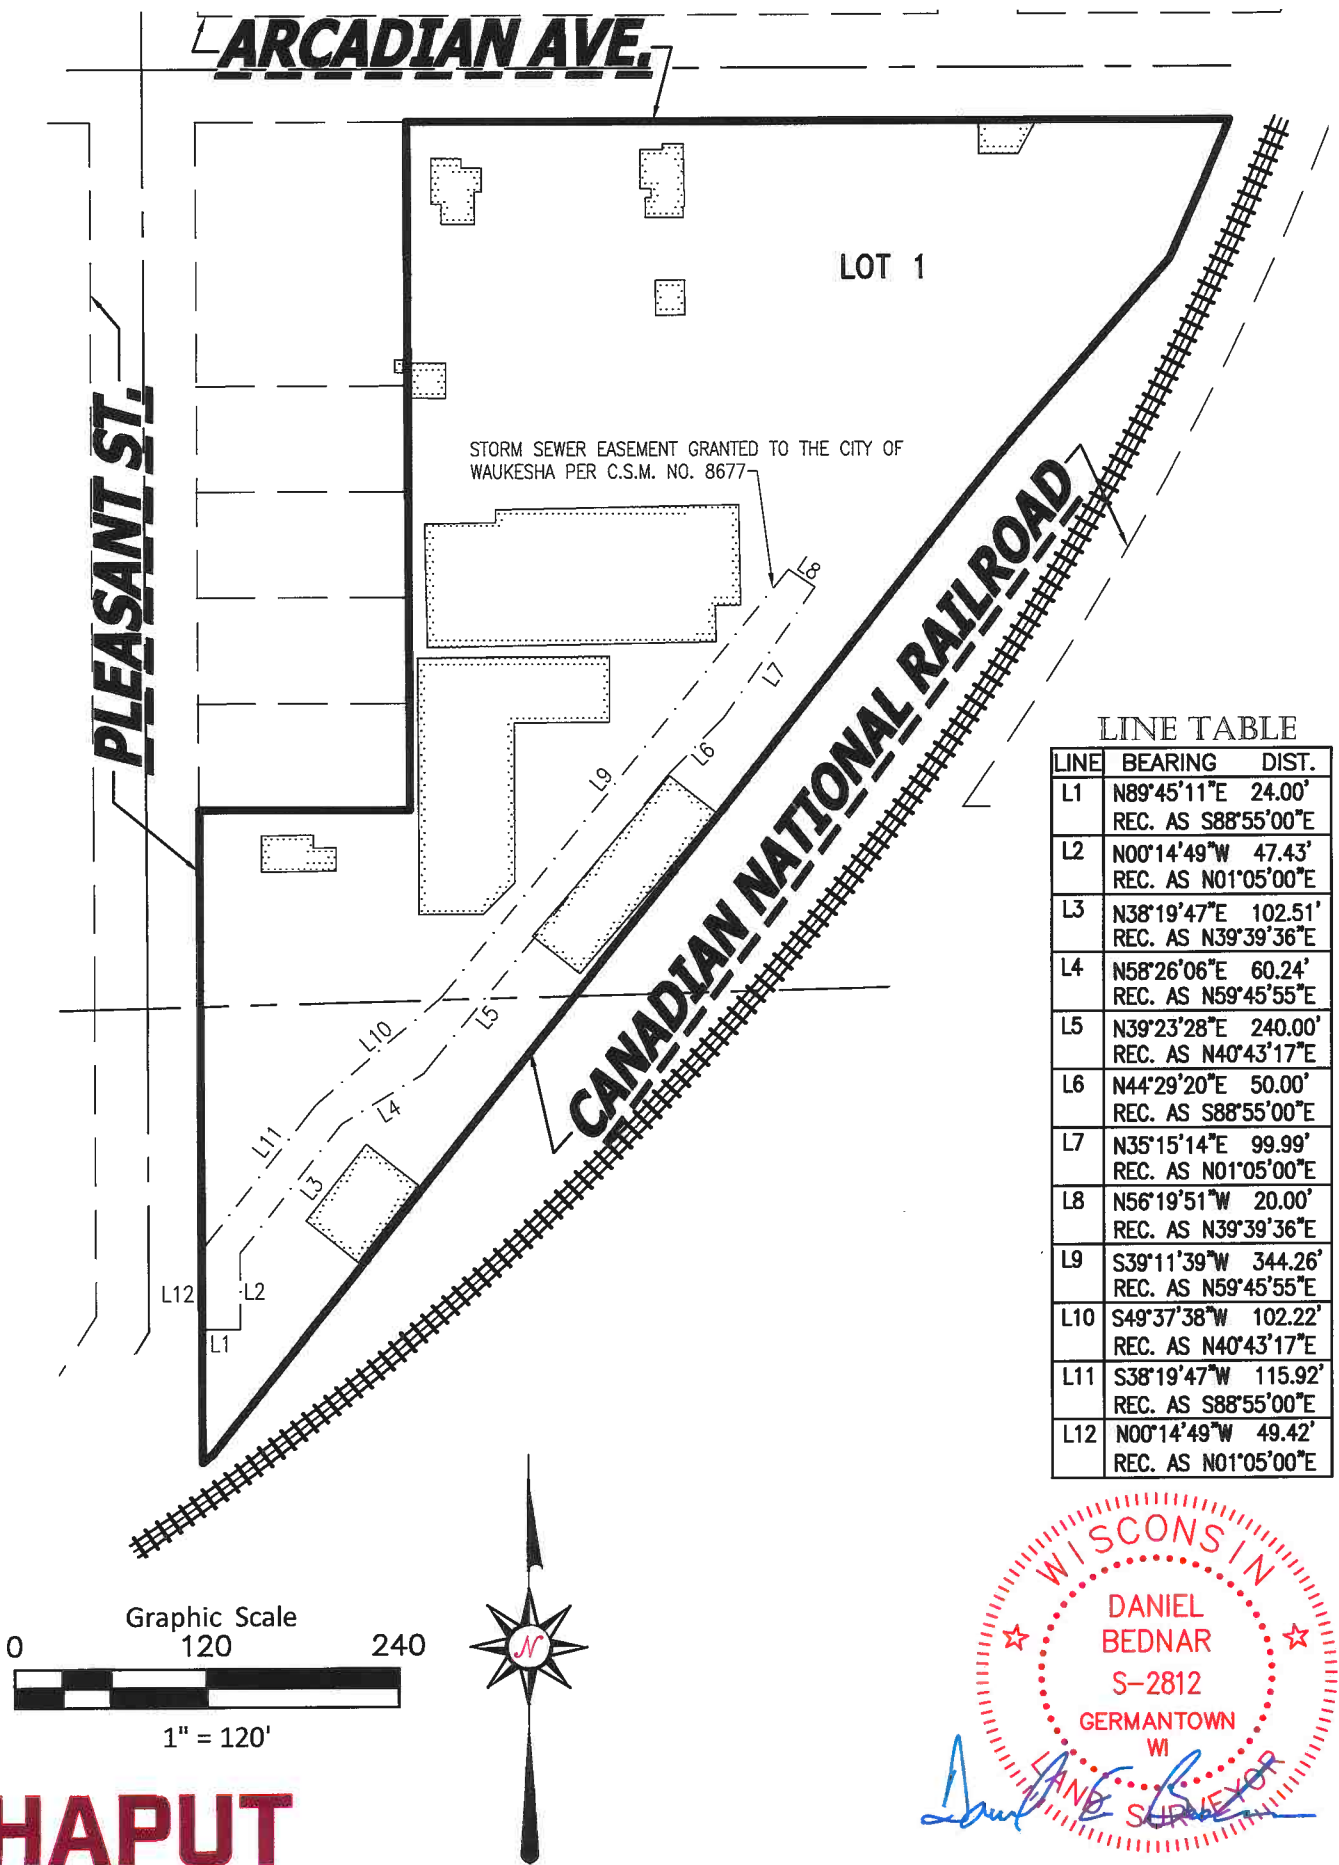 ARCADIAN AVE.
LOT 1
PLEASANT ST.
STORM SEWER EASEMENT GRANTED TO THE CITY OF
WAUKESHA PER C.S.M. NO. 8677
CANADIAN NATIONAL RAILROAD
L8
L7
L6
L9
L5
L10
L4
L11
L3
L12
L2
L1
LINE TABLE
LINE BEARING DIST.
L1 N89°45'11"E 24.00'
REC. AS S88°55'00"E
L2 N00°14'49"W 47.43'
REC. AS N01°05'00"E
L3 N38°19'47"E 102.51'
REC. AS N39°39'36"E
L4 N58°26'06"E 60.24'
REC. AS N59°45'55"E
L5 N39°23'28"E 240.00'
REC. AS N40°43'17"E
L6 N44°29'20"E 50.00'
REC. AS S88°55'00"E
L7 N35°15'14"E 99.99'
REC. AS N01°05'00"E
L8 N56°19'51"W 20.00'
REC. AS N39°39'36"E
L9 S39°11'39"W 344.26'
REC. AS N59°45'55"E
L10 S49°37'38"W 102.22'
REC. AS N40°43'17"E
L11 S38°19'47"W 115.92'
REC. AS S88°55'00"E
L12 N00°14'49"W 49.42'
REC. AS N01°05'00"E
Graphic Scale
0 120 240
1" = 120'
N
WISCONSIN
DANIEL
BEDNAR
S-2812
GERMANTOWN
WI
LAND SURVEYOR
HAPUT